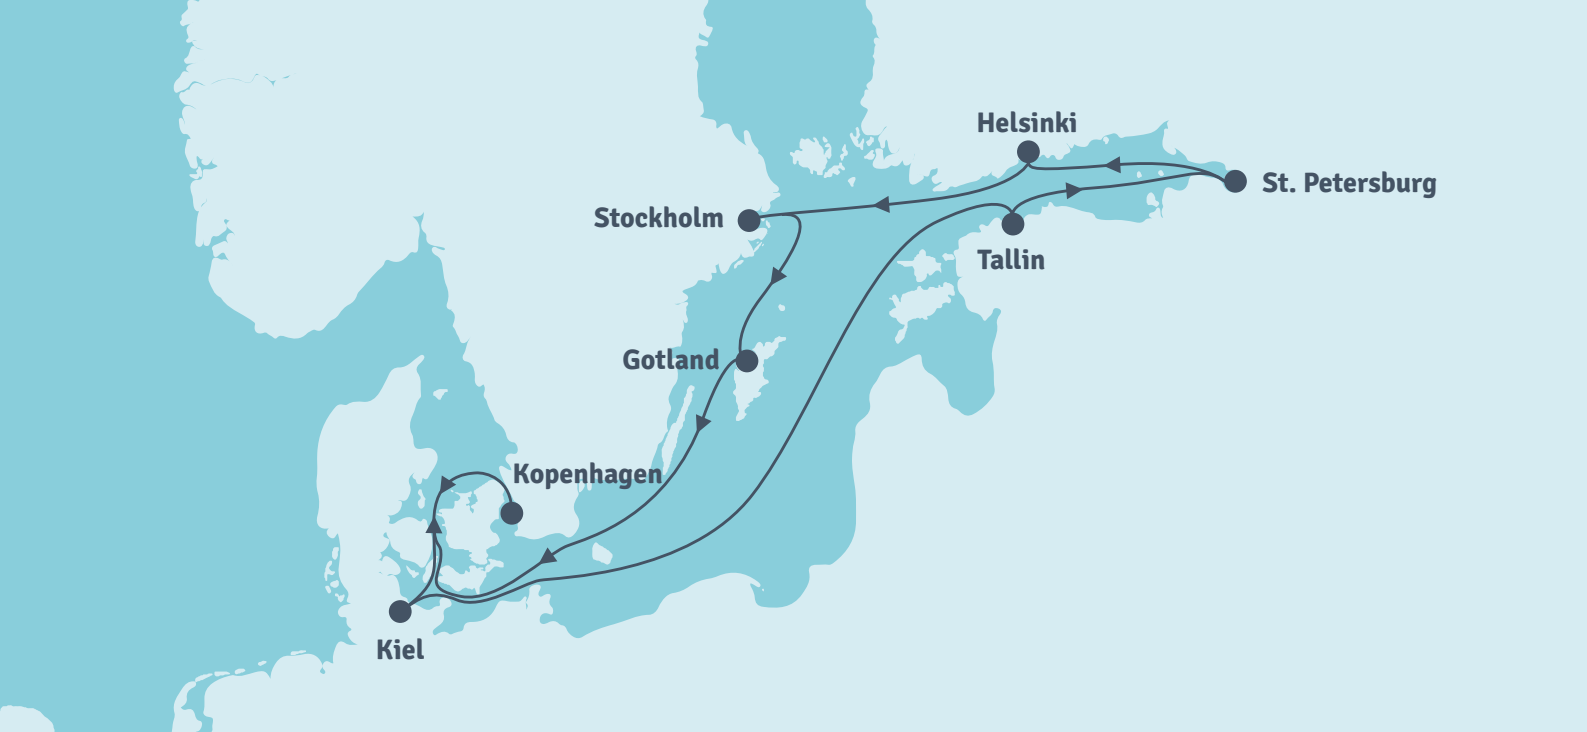 Helsinki
St. Petersburg
Stockholm
Tallin
Gotland
Kopenhagen
Kiel